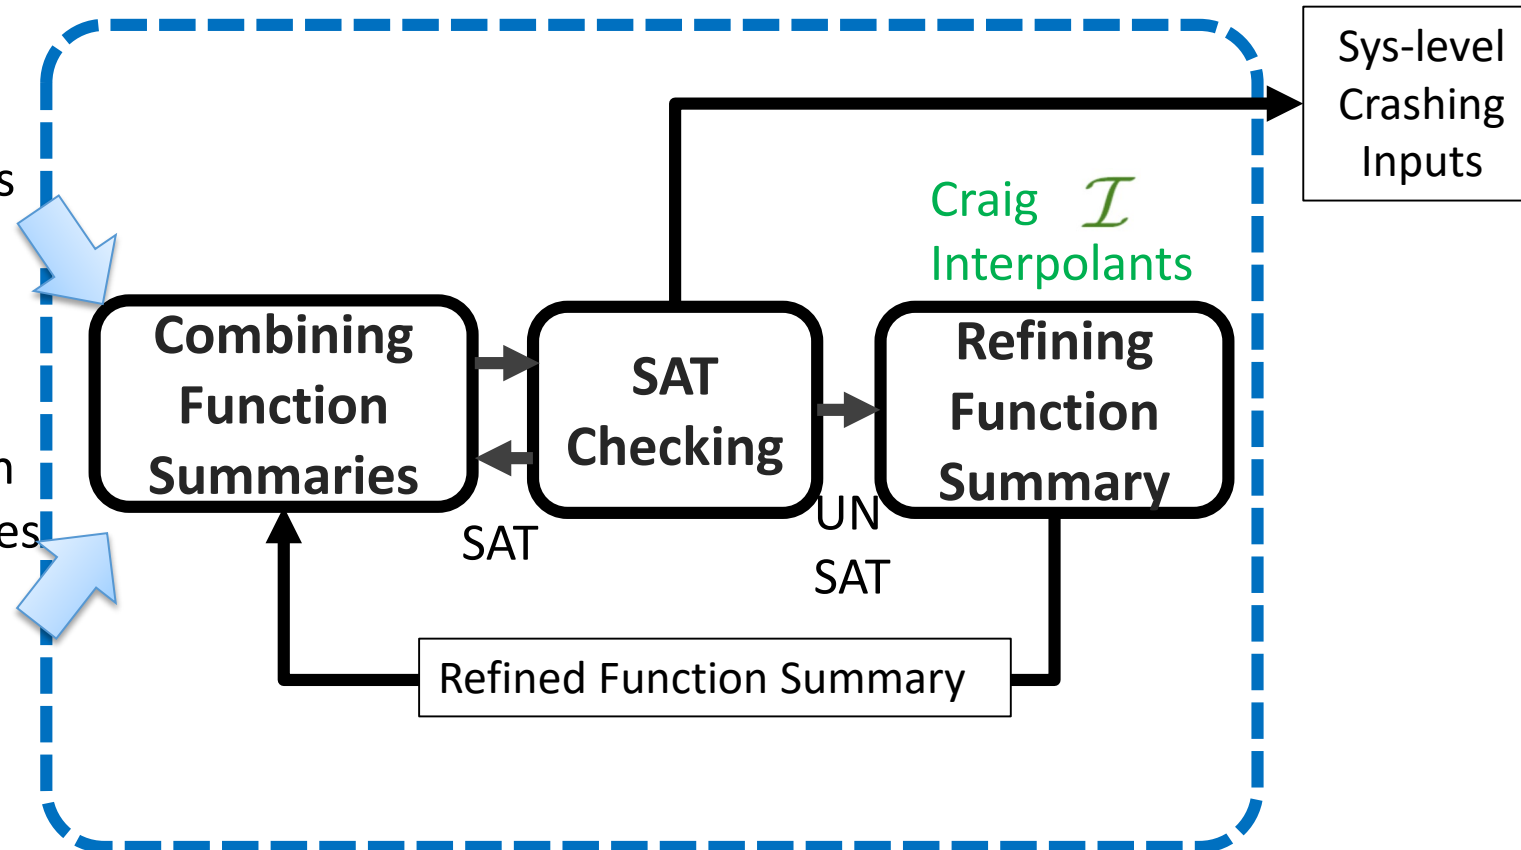 Sys-level
Crashing
Inputs
s
Craig 𝓘
Interpolants
Combining
Function
Summaries
SAT
Checking
Refining
Function
Summary
n
es
SAT
UN
SAT
Refined Function Summary